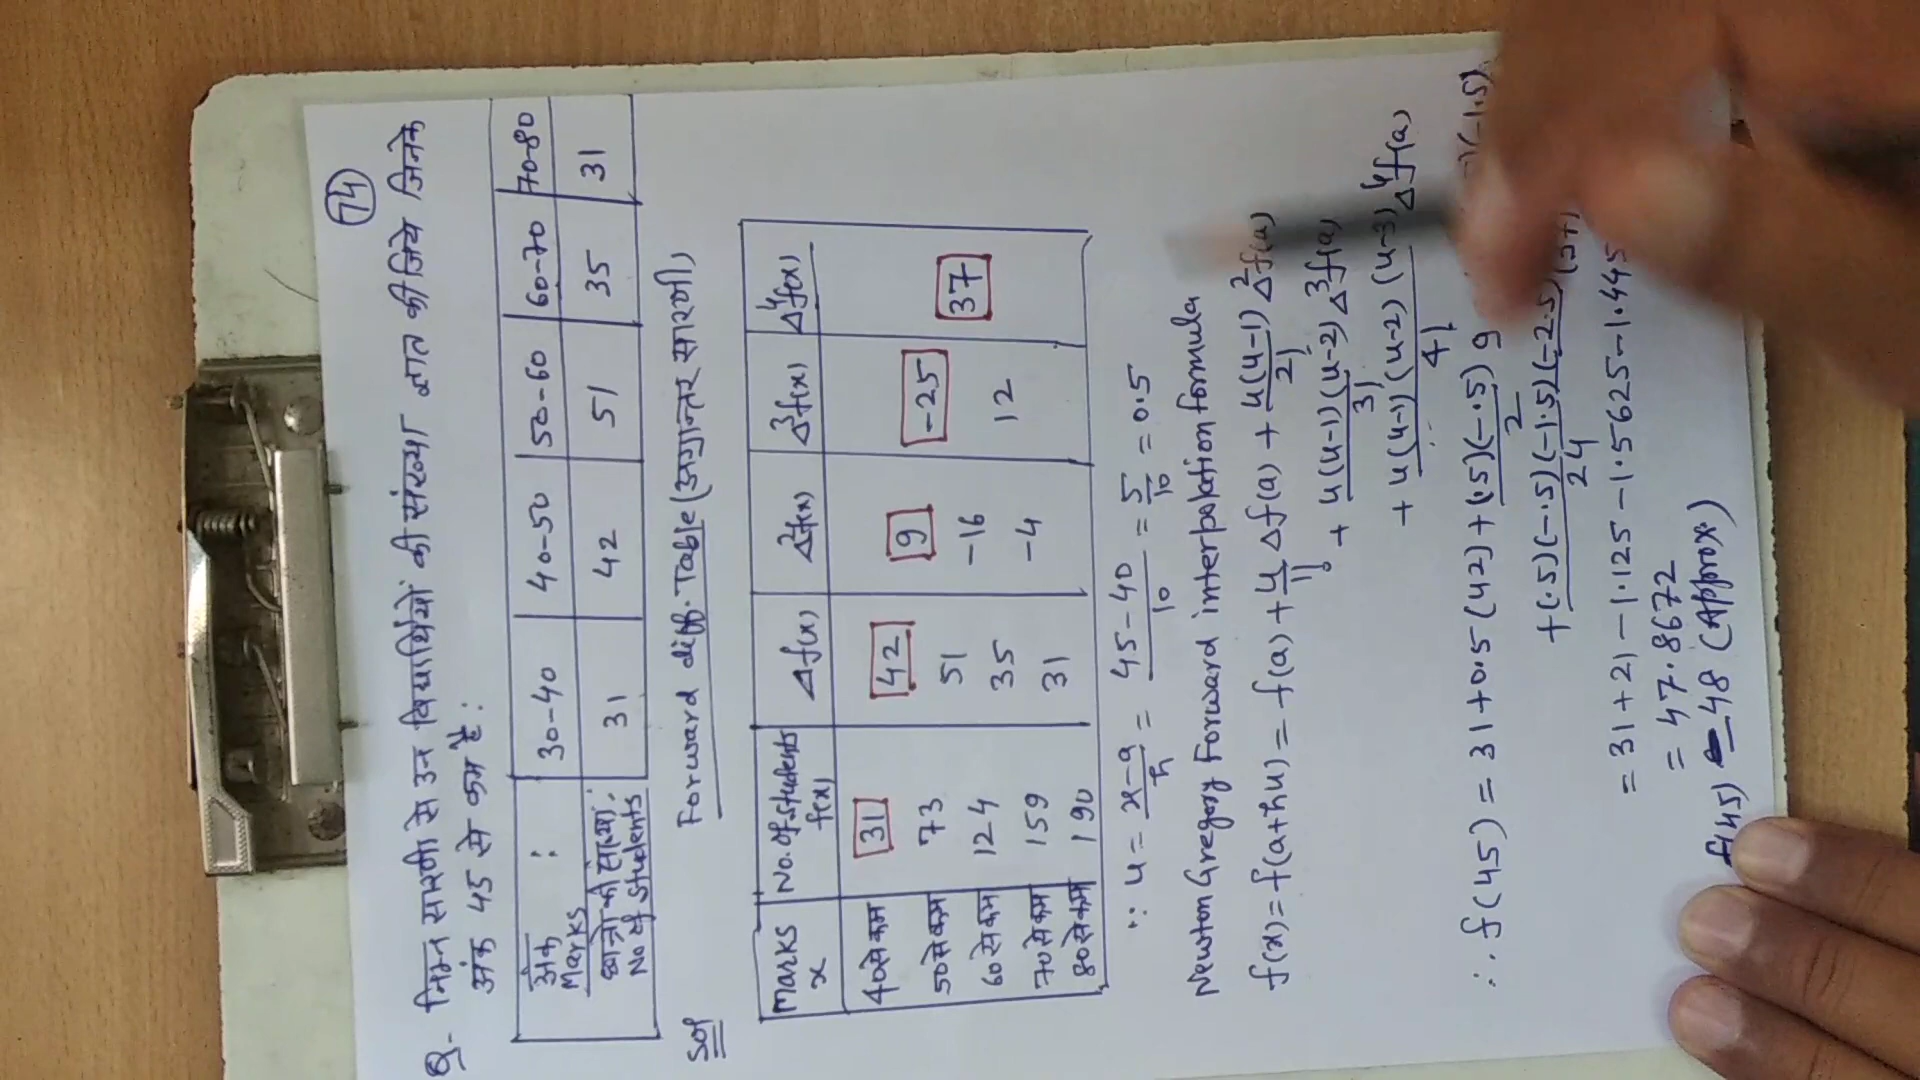 74
Q- निम्न सारणी से उन विद्यार्थियों की संख्या ज्ञात कीजिये जिनके
अंक 45 से कम है :
अंक Marks : 30-40 40-50 50-60 60-70 70-80
छात्रों की संख्या : No of Students 31 42 51 35 31
Sol Forward diff. Table (अग्रान्तर सारणी)
Marks x No. of Students f(x) Δf(x) Δ²f(x) Δ³f(x) Δ⁴f(x)
40 से कम 31 42 9 -25 37
50 से कम 73 51 -16 12
60 से कम 124 35 -4
70 से कम 159 31
80 से कम 190
∵ u = x-a/h = 45-40/10 = 5/10 = 0.5
Newton Gregory Forward interpolation formula
f(x) = f(a+hu) = f(a) + u/1! Δf(a) + u(u-1)/2! Δ²f(a)
+ u(u-1)(u-2)/3! Δ³f(a)
+ u(u-1)(u-2)(u-3)/4! Δ⁴f(a)
∴ f(45) = 31+0.5(42) + (.5)(-.5)/2 9 (-1.5)
+ (.5)(-.5)(-1.5)(-2.5)/24
= 31+21-1.125-1.5625-1.445
= 47.8672
f(45) = 48 (Approx.)